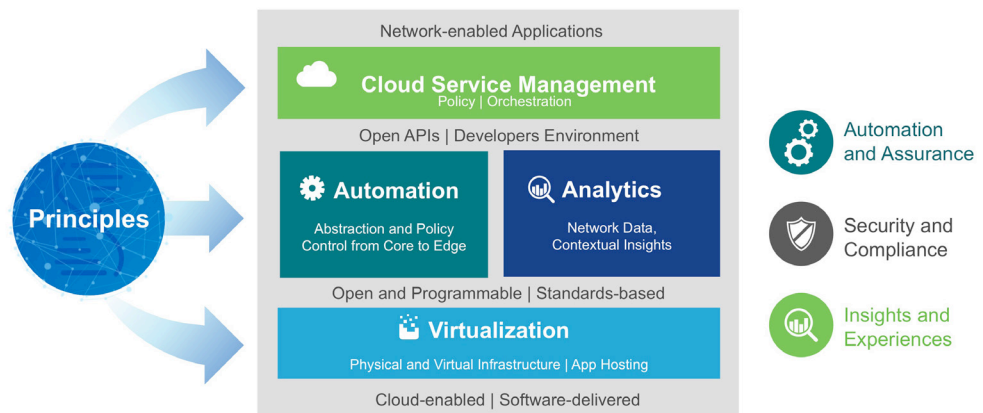 Principles
Network-enabled Applications
Cloud Service Management
Policy | Orchestration
Open APIs | Developers Environment
Automation
Abstraction and Policy
Control from Core to Edge
Analytics
Network Data,
Contextual Insights
Open and Programmable | Standards-based
Virtualization
Physical and Virtual Infrastructure | App Hosting
Cloud-enabled | Software-delivered
Automation
and Assurance
Security and
Compliance
Insights and
Experiences